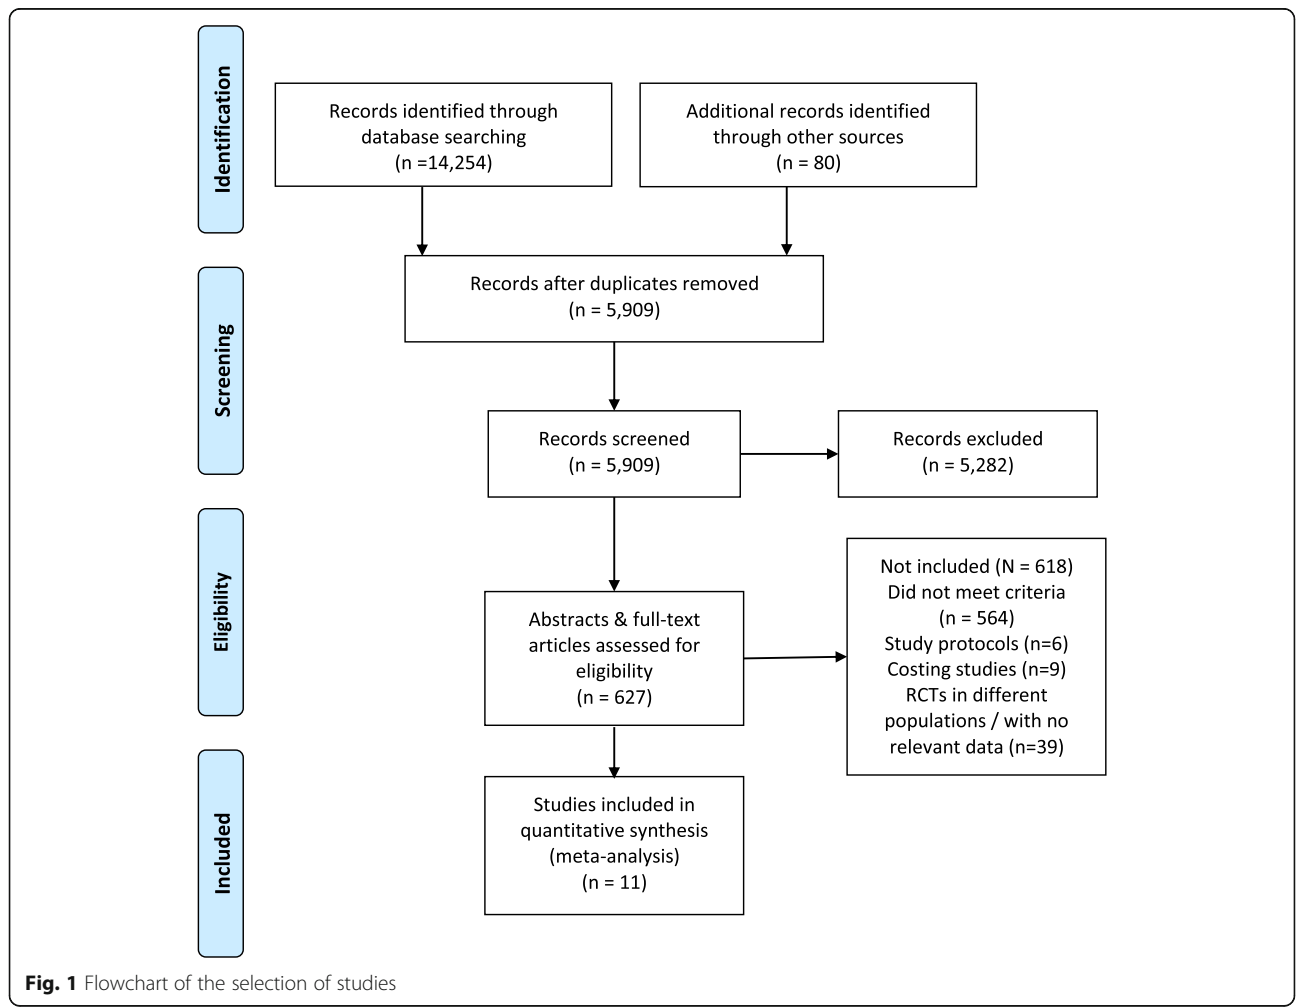 Identification
Records identified through
database searching
(n =14,254)
Additional records identified
through other sources
(n = 80)
Screening
Records after duplicates removed
(n = 5,909)
Records screened
(n = 5,909)
Records excluded
(n = 5,282)
Eligibility
Abstracts & full-text
articles assessed for
eligibility
(n = 627)
Not included (N = 618)
Did not meet criteria
(n = 564)
Study protocols (n=6)
Costing studies (n=9)
RCTs in different
populations / with no
relevant data (n=39)
Included
Studies included in
quantitative synthesis
(meta-analysis)
(n = 11)
Fig. 1 Flowchart of the selection of studies